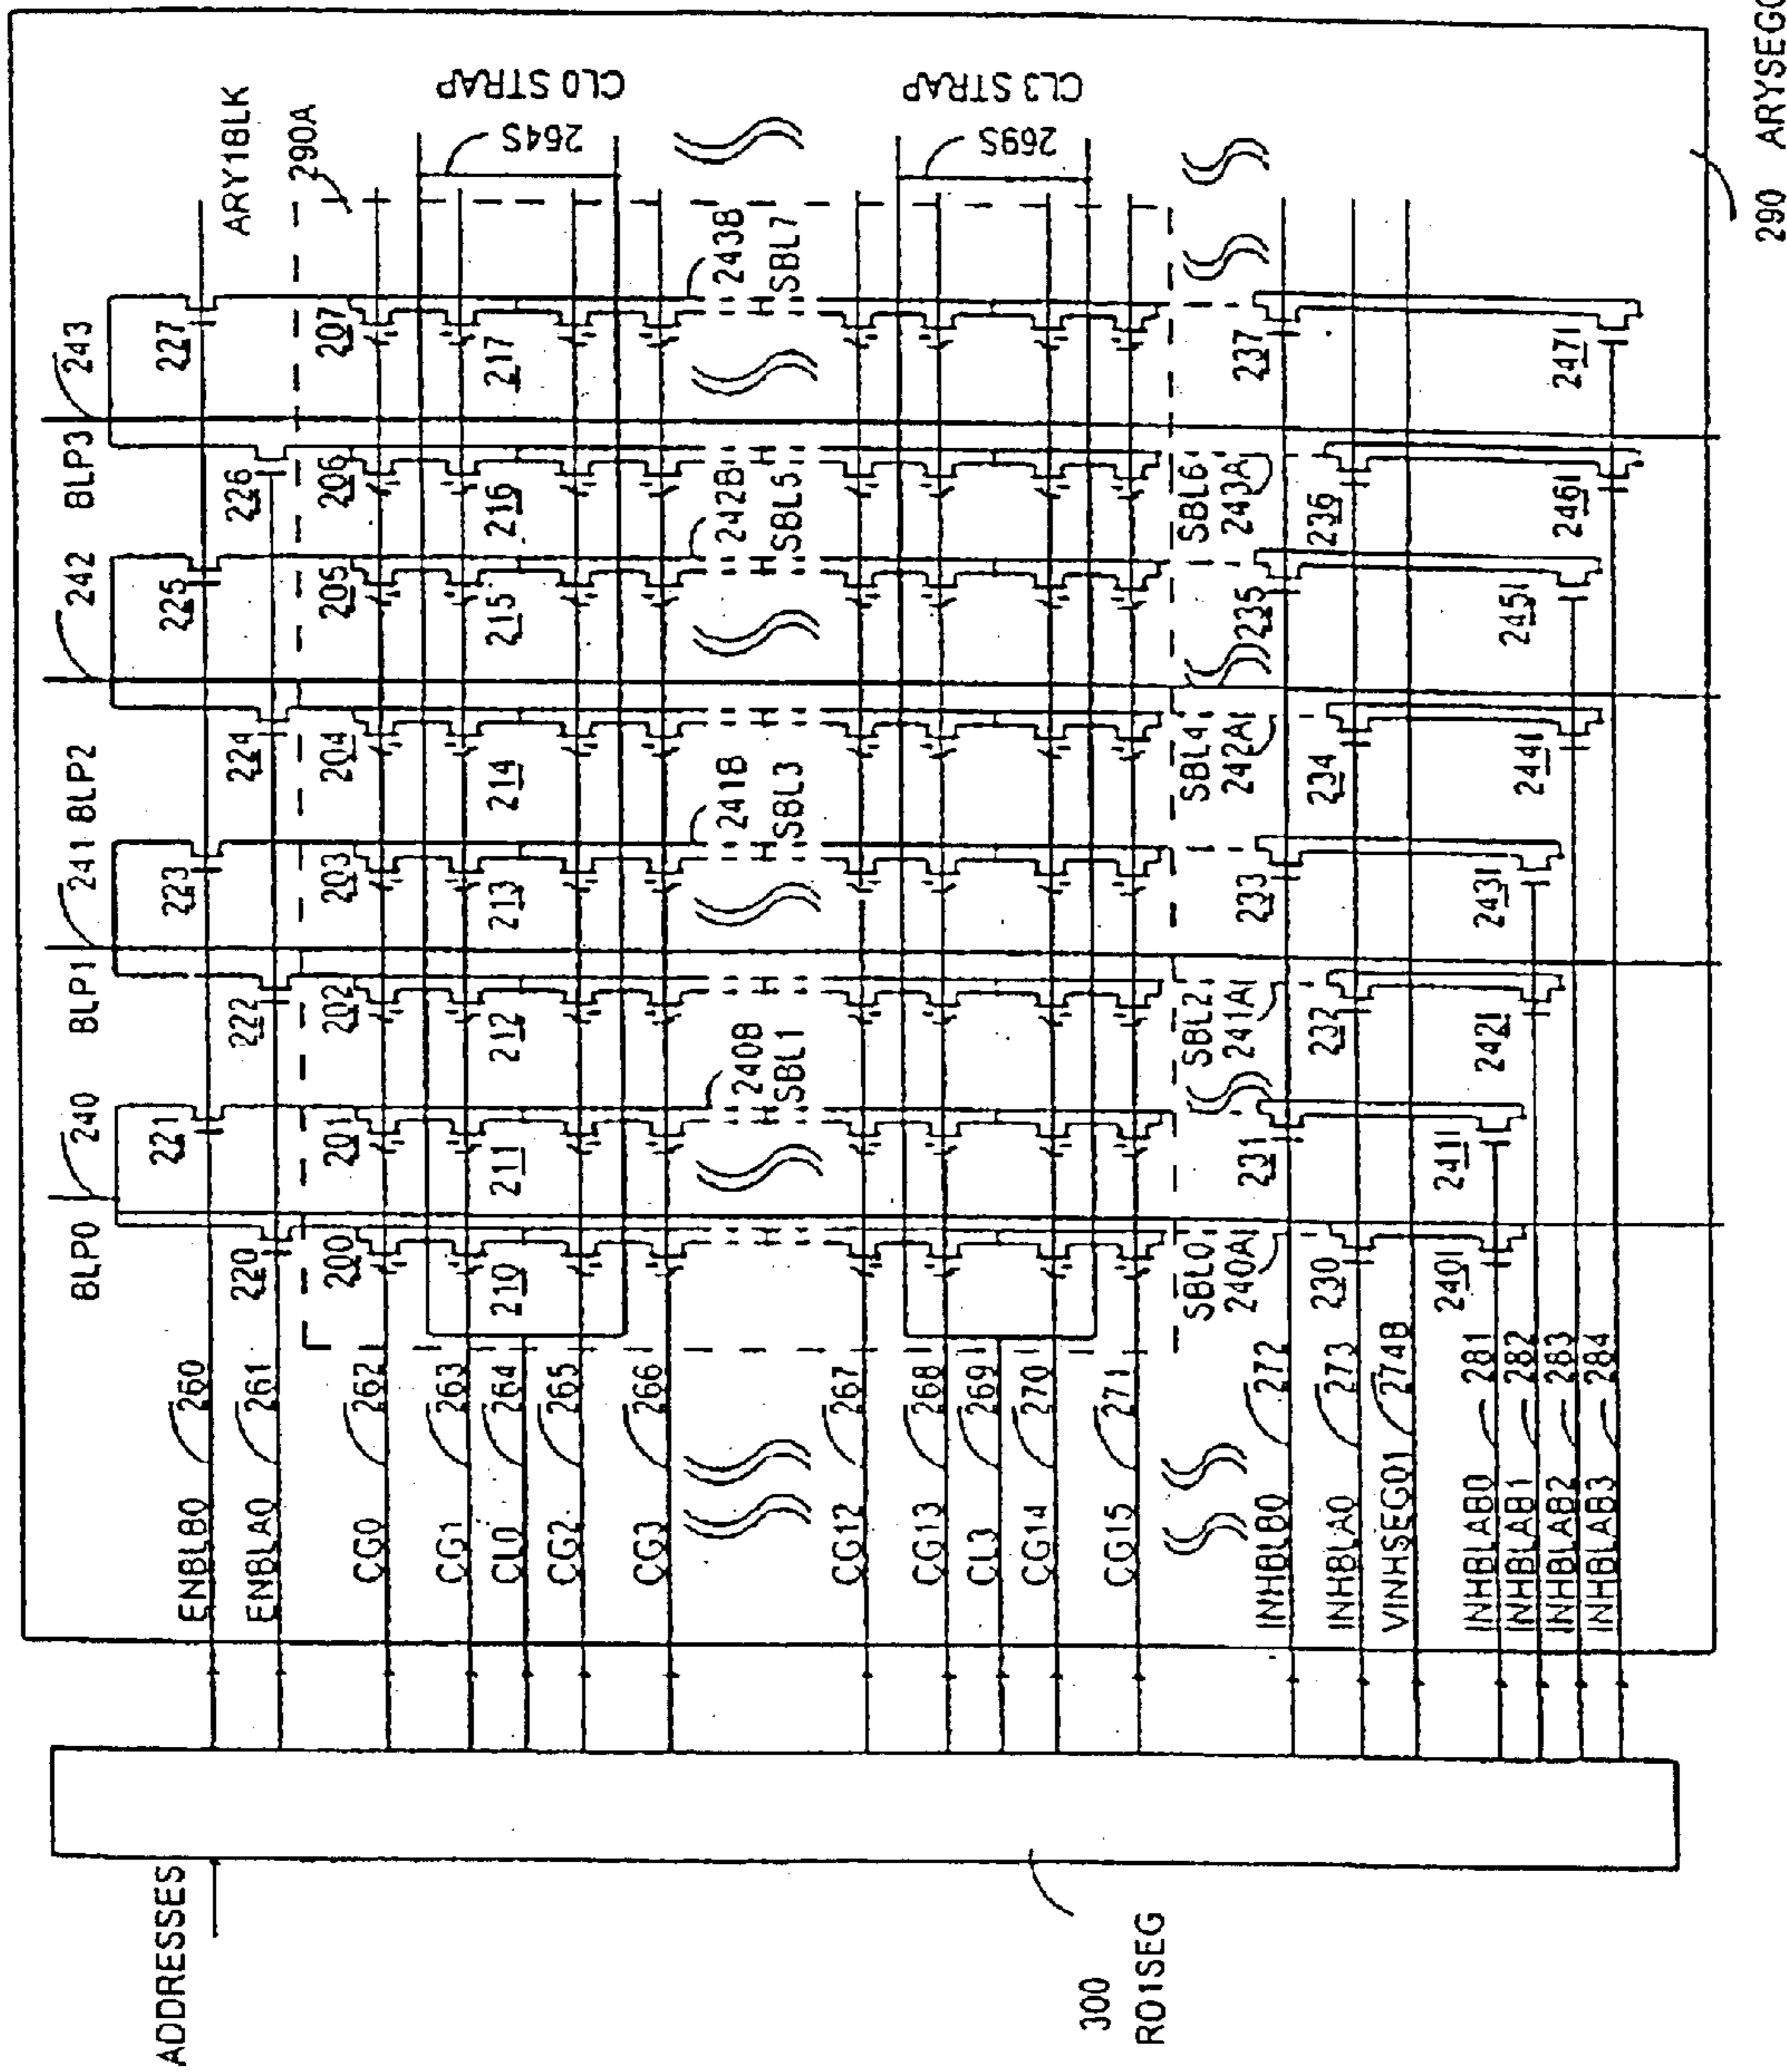 ADDRESSES
300
RO1SEG
290 ARYSEG0
BLP0 240 BLP1 241 BLP2 242 BLP3 243
ENBLB0 260 221 223 225 227
ARY1BLK
ENBLA0 261 220 222 224 226
290A
CG0 262 200 201 202 203 204 205 206 207
CG1 263
CL0 264 210 211 212 213 214 215 216 217
264S
CL0 STRAP
CG2 265
CG3 266
240B 241B 242B 243B
SBL1 SBL3 SBL5 SBL7
CG12 267
CG13 268
CL3 269
269S
CL3 STRAP
CG14 270
CG15 271
SBL0 SBL2 SBL4 SBL6
240A 241A 242A 243A
INHBLB0 272 231 233 235 237
INHBLA0 273 230 232 234 236
VINHSEG01 274B
INHBLAB0 281 240I 241I
INHBLAB1 282 242I 243I
INHBLAB2 283 244I 245I
INHBLAB3 284 246I 247I